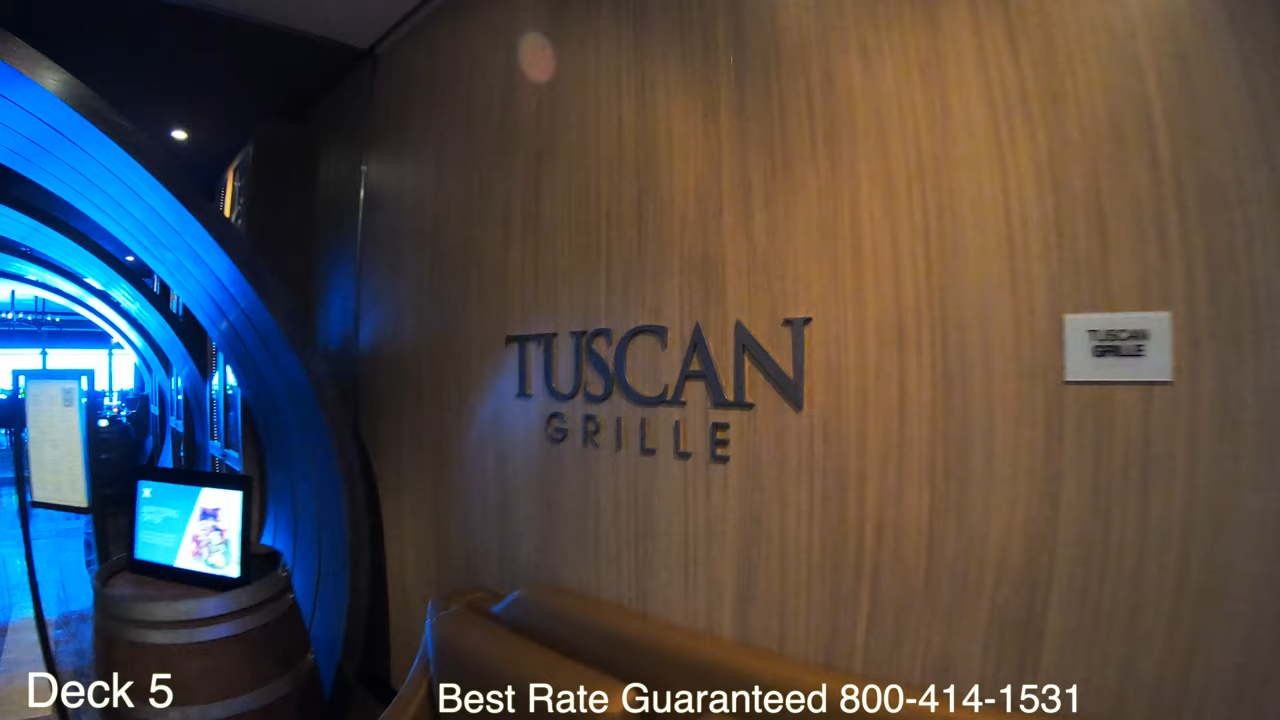 TUSCAN
GRILLE
TUSCAN
GRILLE
Deck 5
Best Rate Guaranteed 800-414-1531